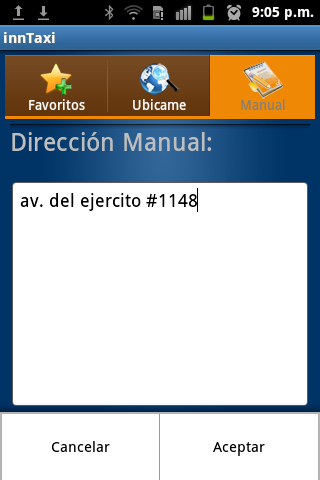 9:05 p.m.
innTaxi
Favoritos
Ubicame
Manual
Dirección Manual:
av. del ejercito #1148
Cancelar
Aceptar